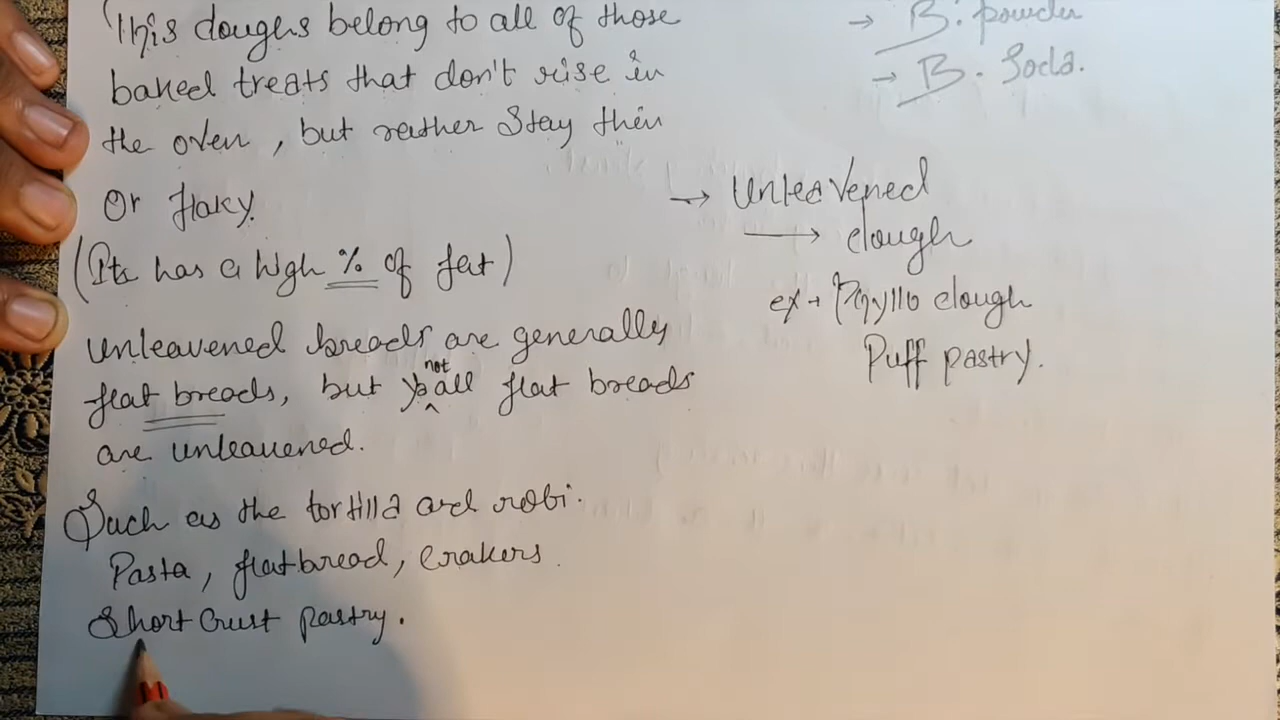 This doughs belong to all of those
baked treats that don't rise in
the oven, but reather Stay thin
Or flaky.
(Its has a high % of fat)
Unleavened breads are generally
flat breads, but not all flat breads
are unleavened.
Such as the tortilla and robi.
Pasta, flatbread, Crakers
Short Crust pastry.
→ B. powder
→ B. Soda.
→ Unleavened
→ dough
ex → Phyllo dough
Puff pastry.